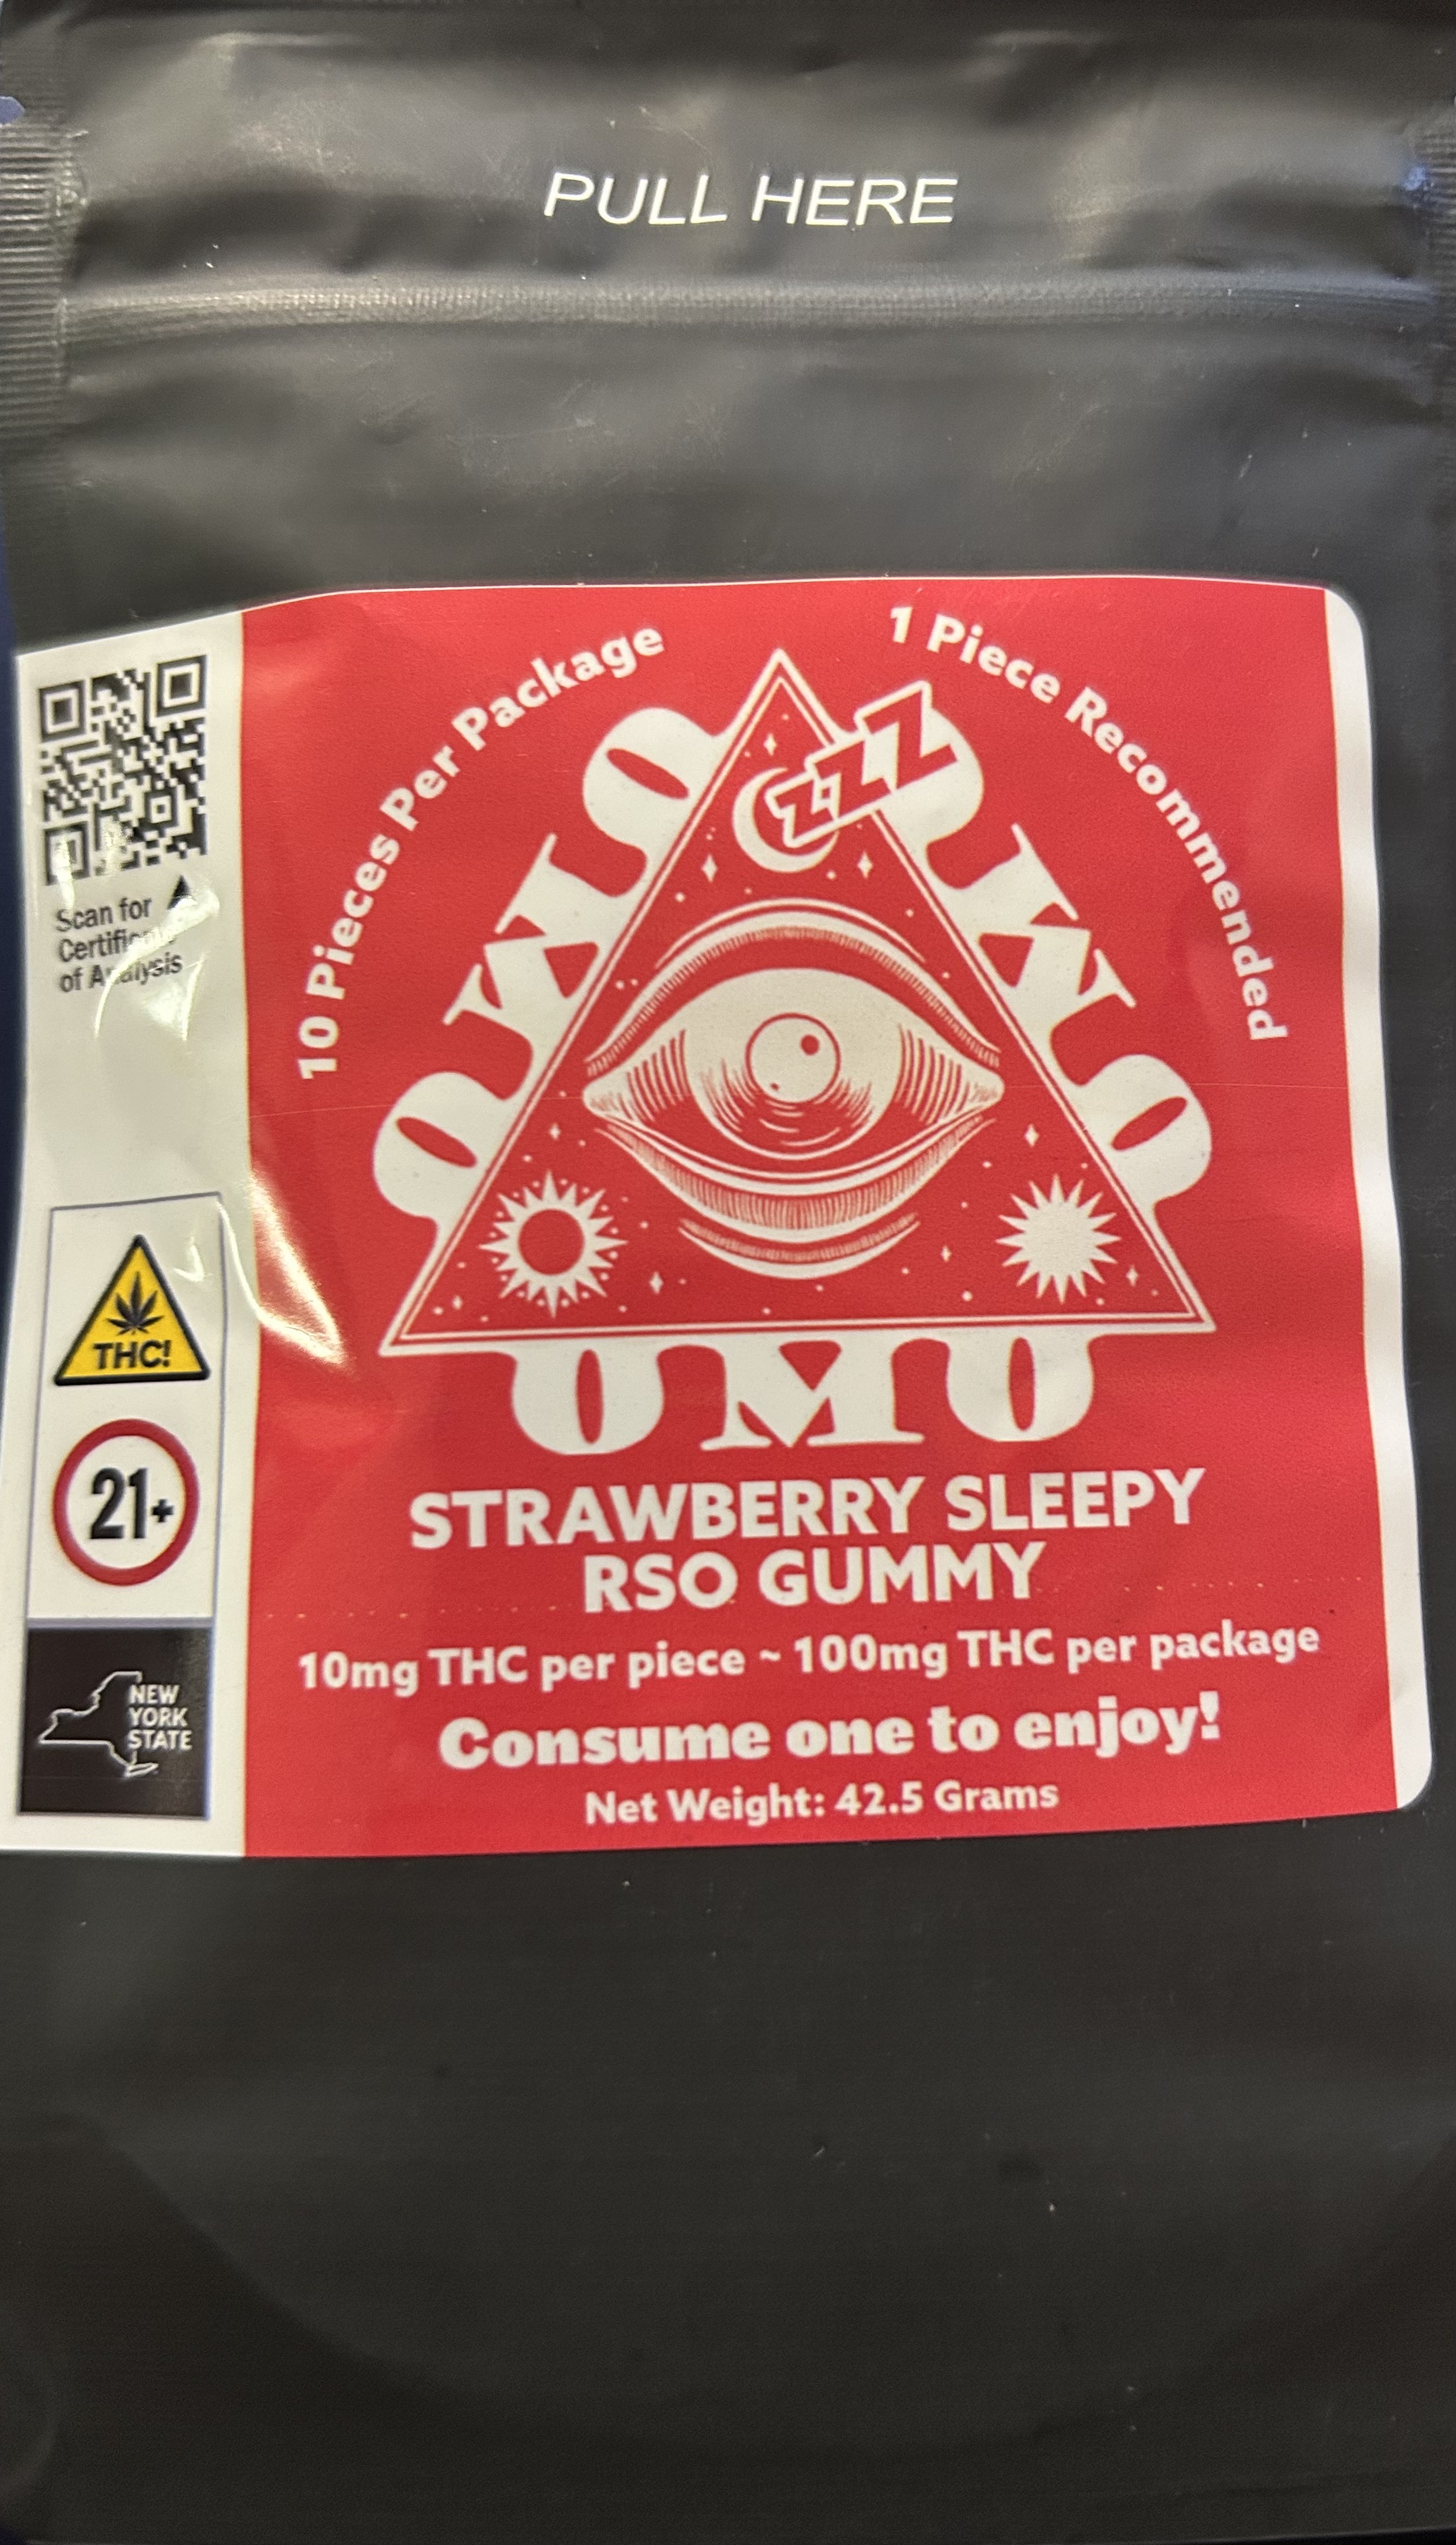 PULL HERE
10 Pieces Per Package
1 Piece Recommended
zzZ
OMO
OMO
OMO
STRAWBERRY SLEEPY
RSO GUMMY
10mg THC per piece ~ 100mg THC per package
Consume one to enjoy!
Net Weight: 42.5 Grams
Scan for
Certificate
of Analysis
THC!
21+
NEW
YORK
STATE